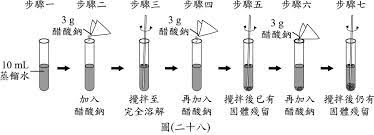 步驟一 步驟二 步驟三 步驟四 步驟五 步驟六 步驟七
3 g 3 g 3 g
醋酸鈉 醋酸鈉 醋酸鈉
10 mL
蒸餾水
加入 攪拌至 再加入 攪拌後已有 再加入 攪拌後仍有
醋酸鈉 完全溶解 醋酸鈉 固體殘留 醋酸鈉 固體殘留
圖(二十八)